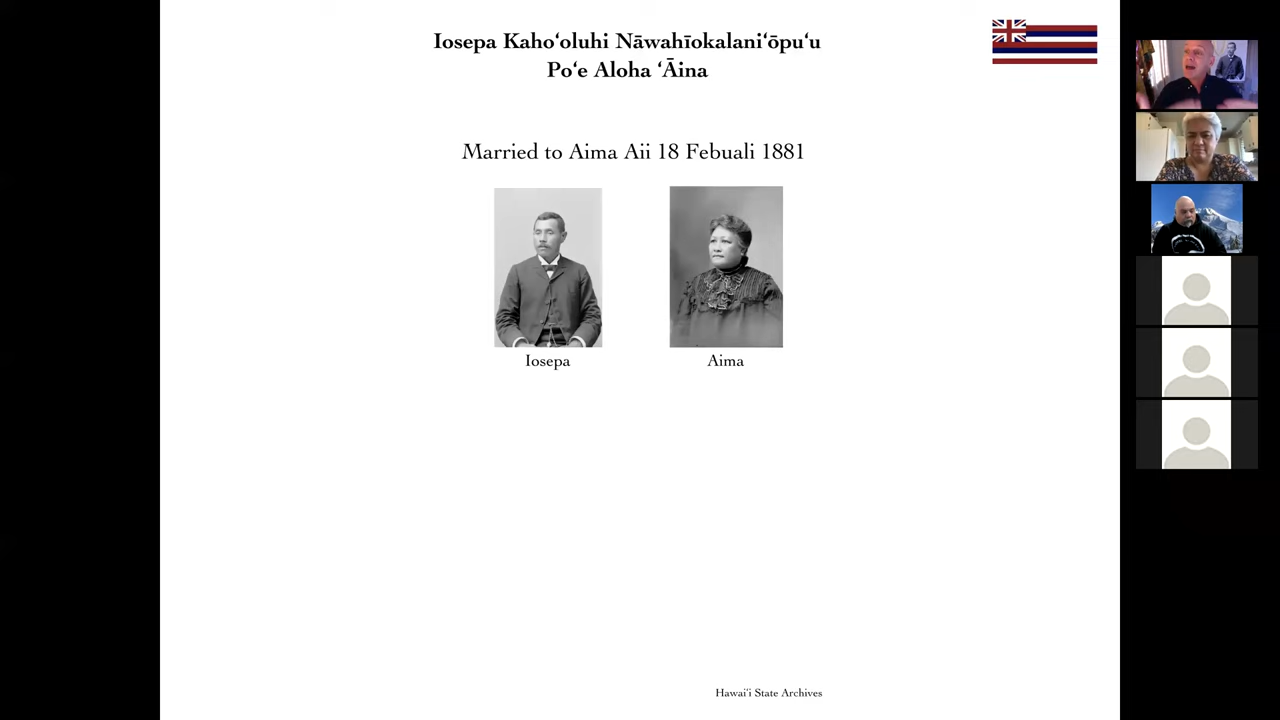 Iosepa Kahoʻoluhi Nāwahīokalaniʻōpuʻu
Poʻe Aloha ʻĀina
Married to Aima Aii 18 Febuali 1881
Iosepa
Aima
Hawaiʻi State Archives